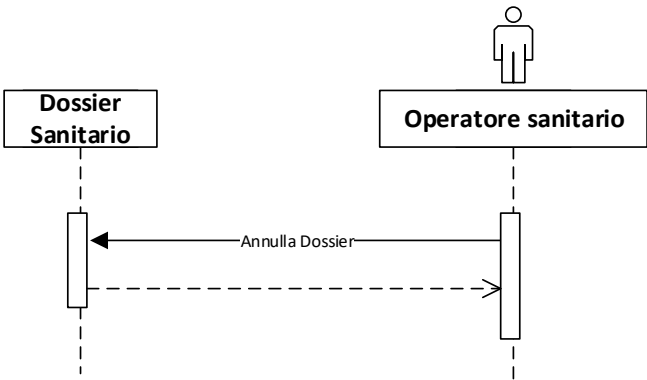 Dossier
Sanitario
Operatore sanitario
Annulla Dossier